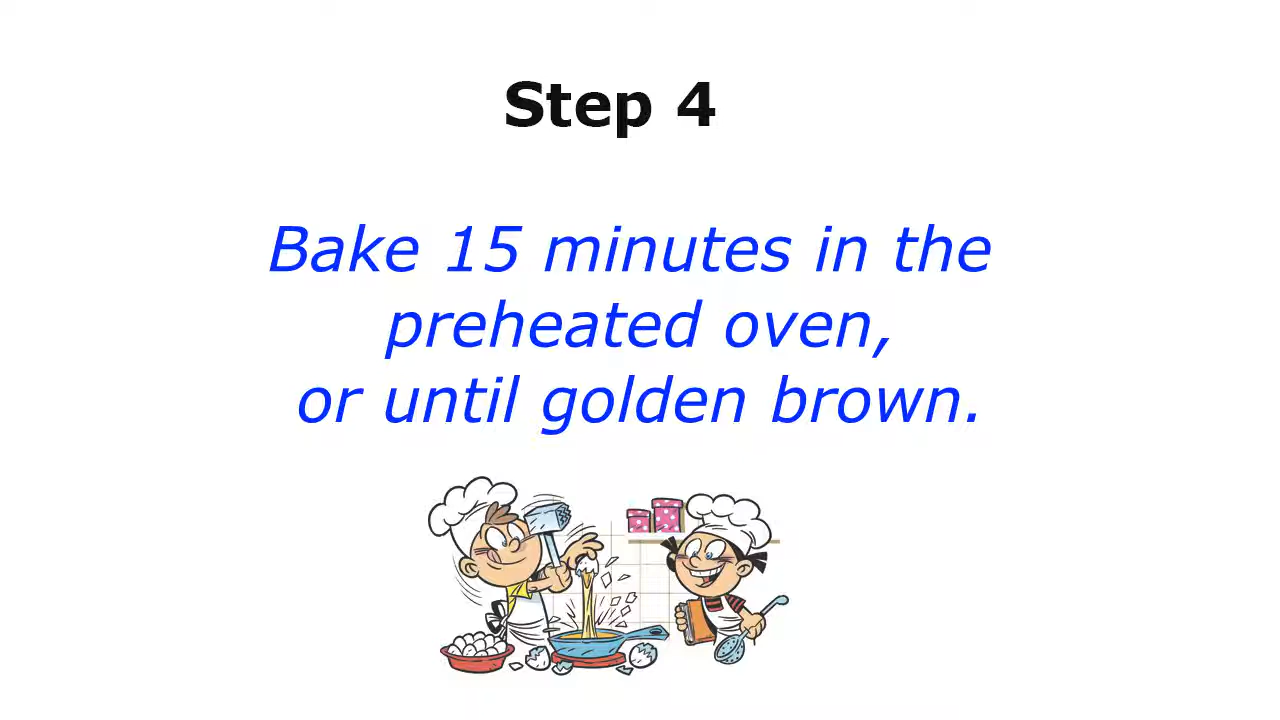 Step 4
Bake 15 minutes in the
preheated oven,
or until golden brown.